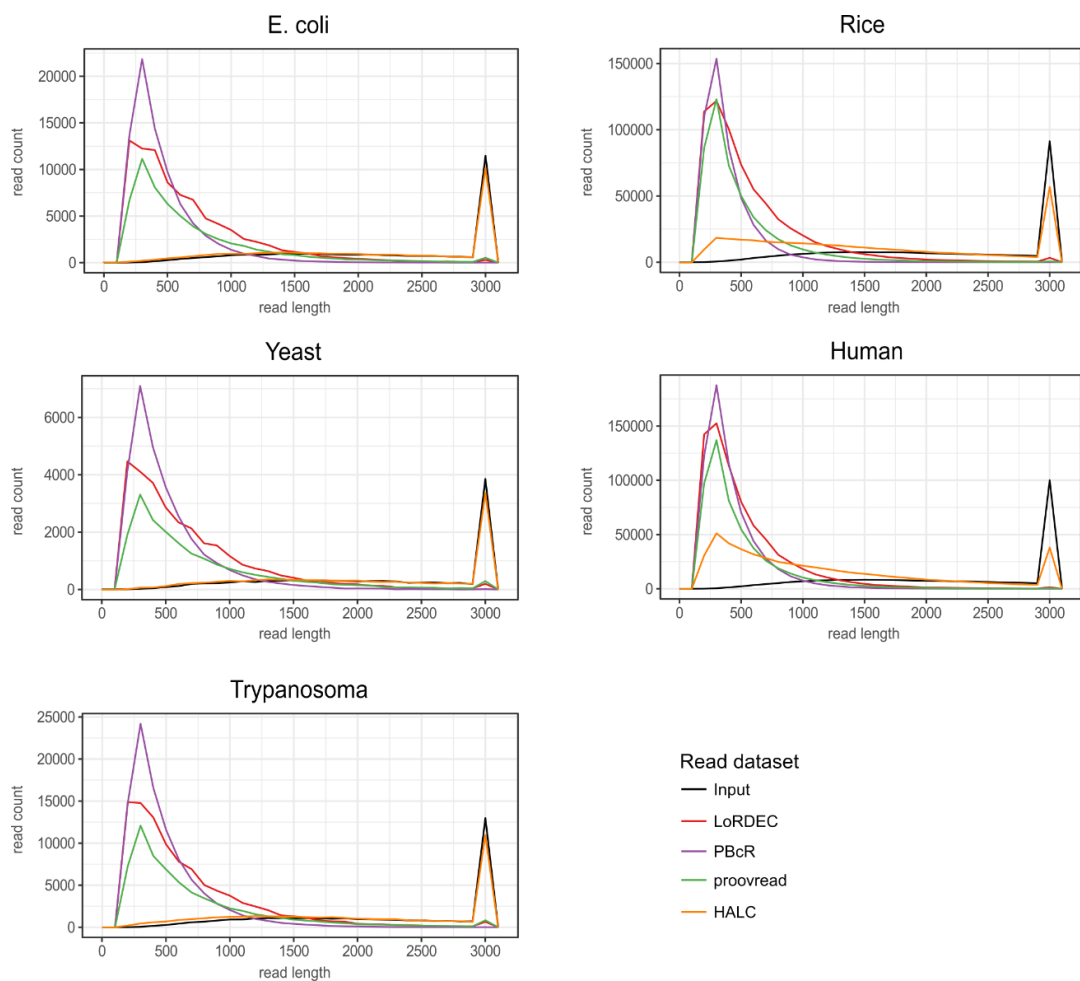 E. coli
20000
15000
10000
5000
0
read count
0 500 1000 1500 2000 2500 3000
read length
Rice
150000
100000
50000
0
read count
0 500 1000 1500 2000 2500 3000
read length
Yeast
6000
4000
2000
0
read count
0 500 1000 1500 2000 2500 3000
read length
Human
150000
100000
50000
0
read count
0 500 1000 1500 2000 2500 3000
read length
Trypanosoma
25000
20000
15000
10000
5000
0
read count
0 500 1000 1500 2000 2500 3000
read length
Read dataset
Input
LoRDEC
PBcR
proovread
HALC